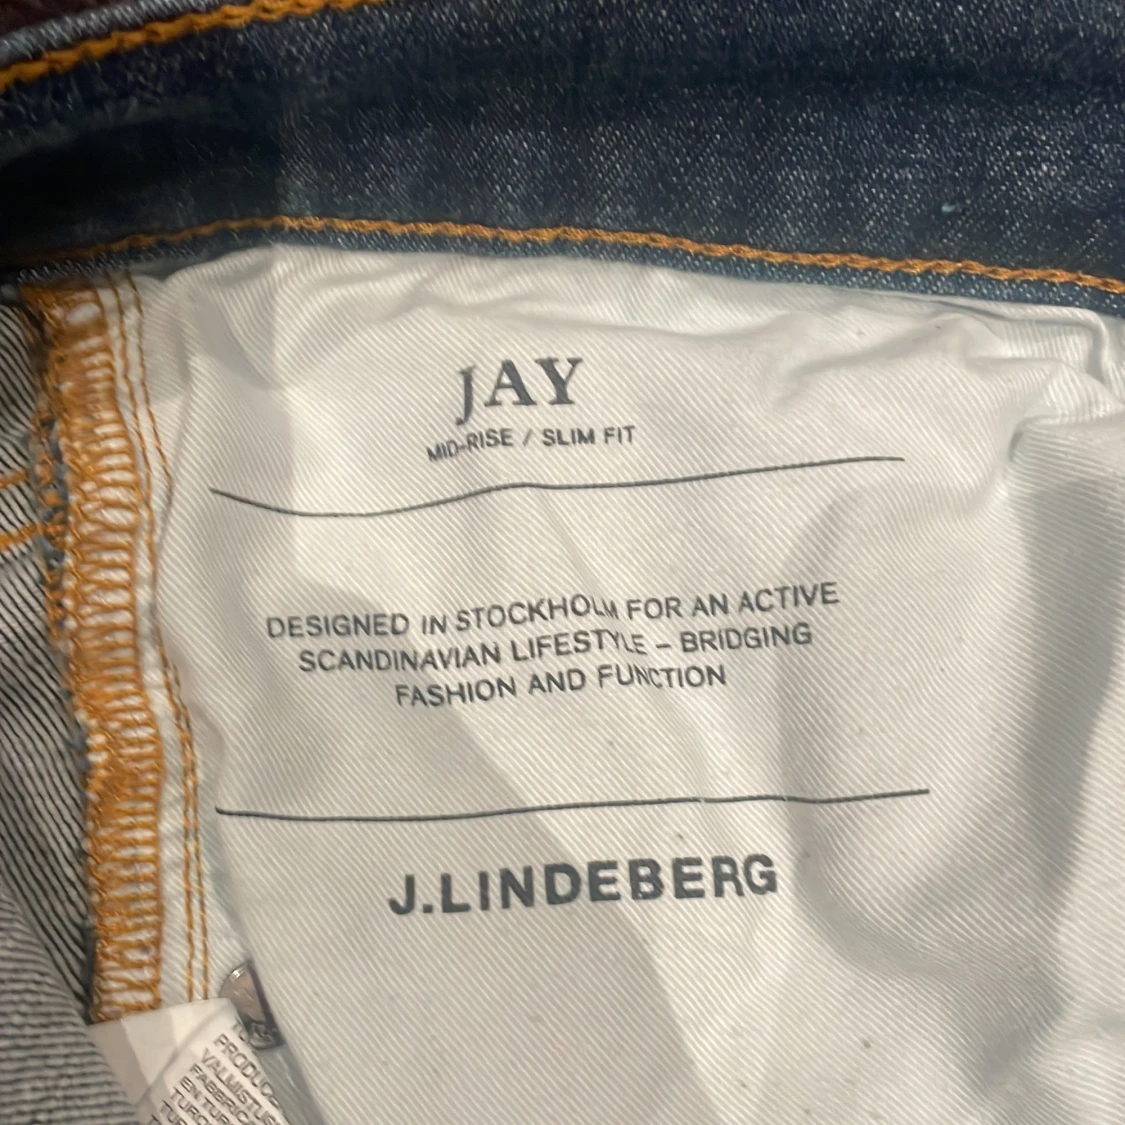 JAY
MID-RISE / SLIM FIT
DESIGNED IN STOCKHOLM FOR AN ACTIVE
SCANDINAVIAN LIFESTYLE – BRIDGING
FASHION AND FUNCTION
J.LINDEBERG